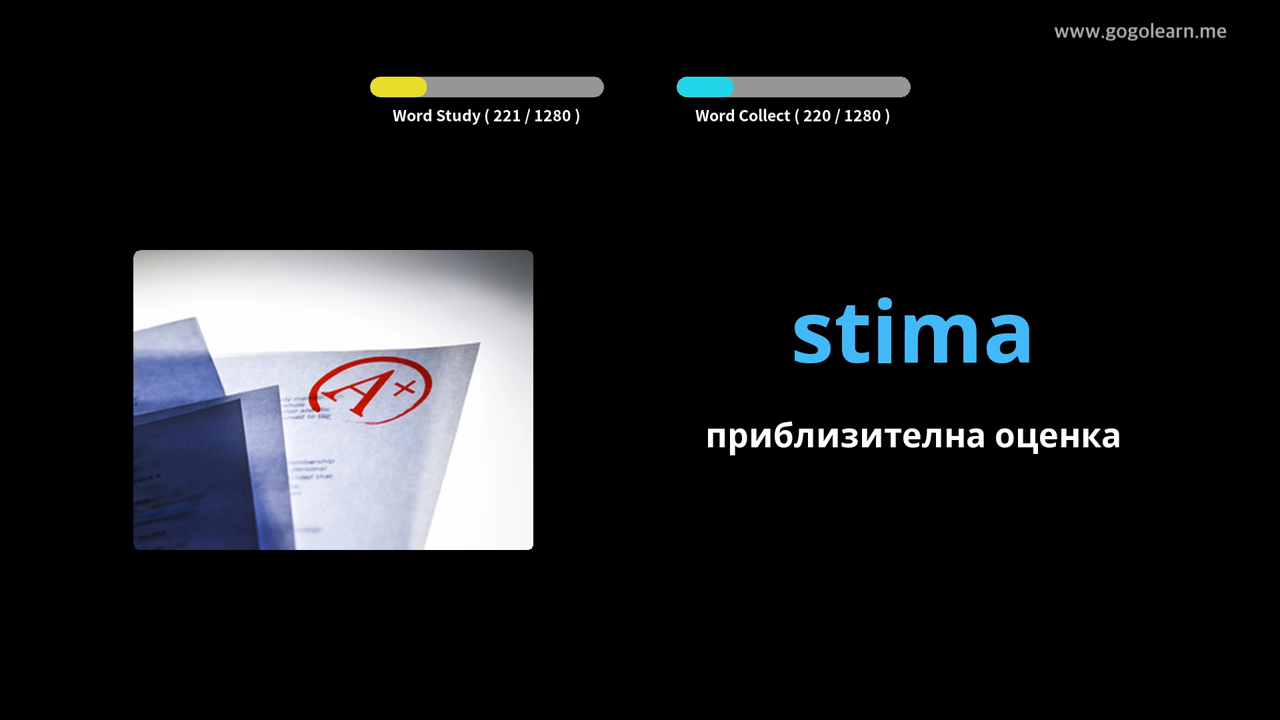 www.gogolearn.me
Word Study ( 221 / 1280 )
Word Collect ( 220 / 1280 )
A+
stima
приблизителна оценка